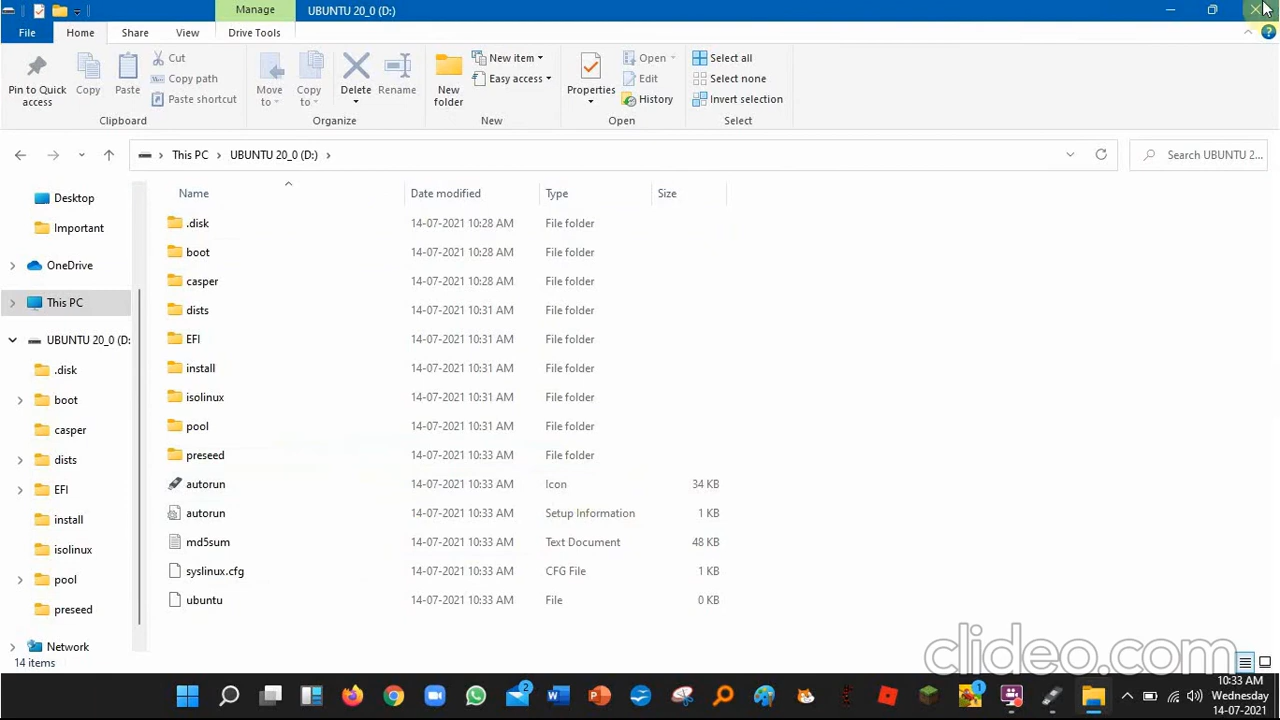 Manage
UBUNTU 20_0 (D:)
File
Home
Share
View
Drive Tools
Pin to Quick access
Copy
Paste
Cut
Copy path
Paste shortcut
Clipboard
Move to
Copy to
Delete
Rename
Organize
New folder
New item
Easy access
New
Properties
Open
Edit
History
Open
Select all
Select none
Invert selection
Select
This PC
UBUNTU 20_0 (D:)
Search UBUNTU 2...
Name
Date modified
Type
Size
Desktop
Important
OneDrive
This PC
UBUNTU 20_0 (D:
.disk
boot
casper
dists
EFI
install
isolinux
pool
preseed
Network
.disk 14-07-2021 10:28 AM File folder
boot 14-07-2021 10:28 AM File folder
casper 14-07-2021 10:28 AM File folder
dists 14-07-2021 10:31 AM File folder
EFI 14-07-2021 10:31 AM File folder
install 14-07-2021 10:31 AM File folder
isolinux 14-07-2021 10:31 AM File folder
pool 14-07-2021 10:31 AM File folder
preseed 14-07-2021 10:33 AM File folder
autorun 14-07-2021 10:33 AM Icon 34 KB
autorun 14-07-2021 10:33 AM Setup Information 1 KB
md5sum 14-07-2021 10:33 AM Text Document 48 KB
syslinux.cfg 14-07-2021 10:33 AM CFG File 1 KB
ubuntu 14-07-2021 10:33 AM File 0 KB
14 items
clideo.com
2
1
10:33 AM
Wednesday
14-07-2021